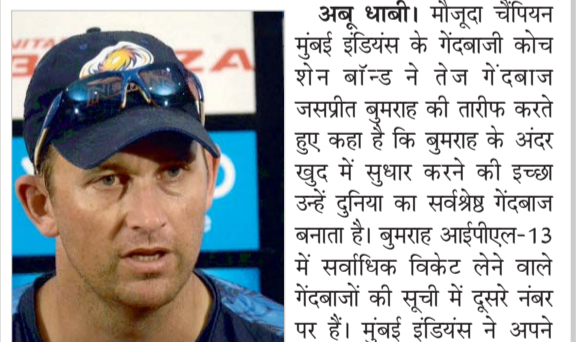 अबू धाबी। मौजूदा चैंपियन
मुंबई इंडियंस के गेंदबाजी कोच
शेन बॉन्ड ने तेज गेंदबाज
जसप्रीत बुमराह की तारीफ करते
हुए कहा है कि बुमराह के अंदर
खुद में सुधार करने की इच्छा
उन्हें दुनिया का सर्वश्रेष्ठ गेंदबाज
बनाता है। बुमराह आईपीएल-13
में सर्वाधिक विकेट लेने वाले
गेंदबाजों की सूची में दूसरे नंबर
पर हैं। मुंबई इंडियंस ने अपने